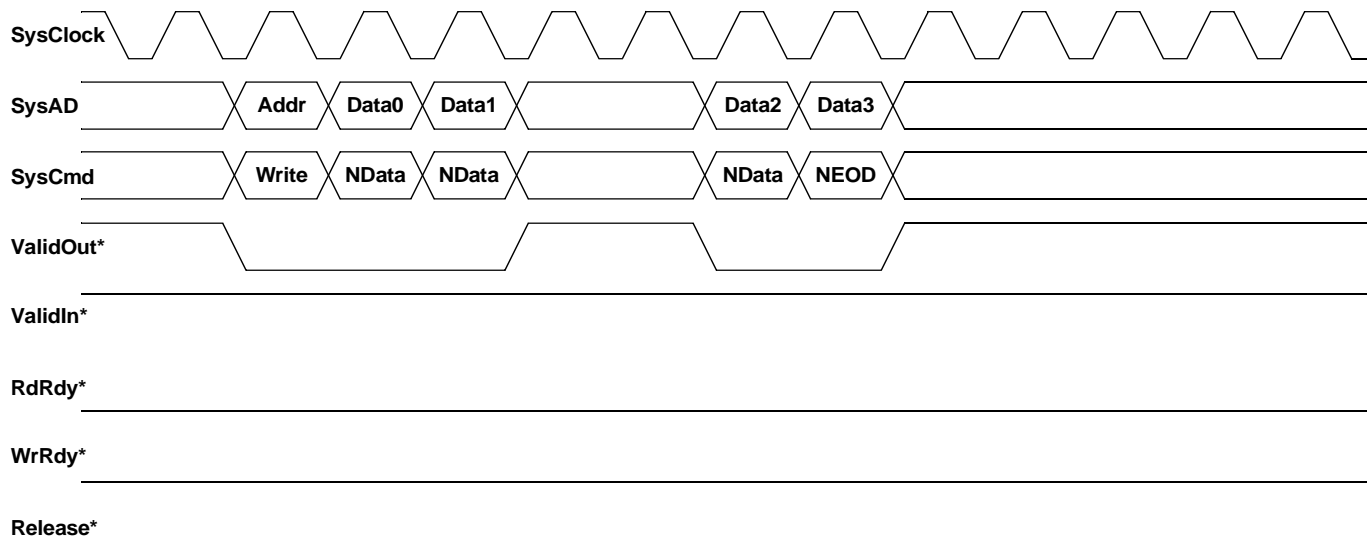 SysClock
SysAD Addr Data0 Data1 Data2 Data3
SysCmd Write NData NData NData NEOD
ValidOut*
ValidIn*
RdRdy*
WrRdy*
Release*